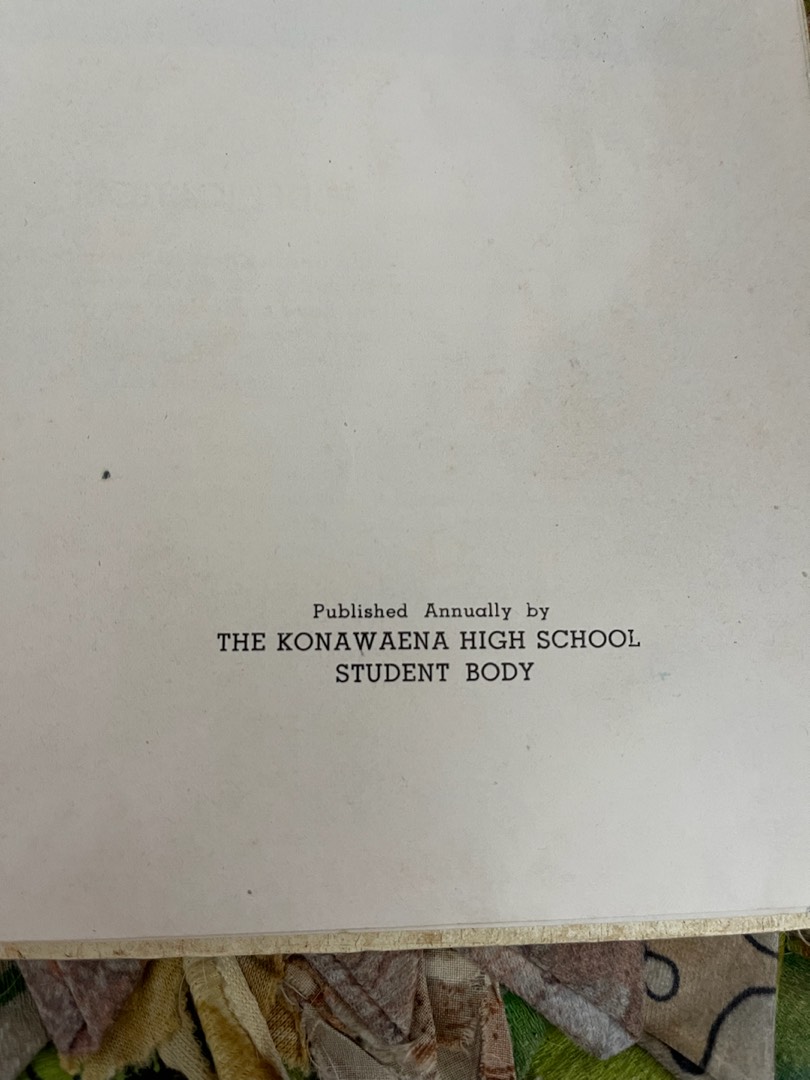 Published Annually by
THE KONAWAENA HIGH SCHOOL
STUDENT BODY